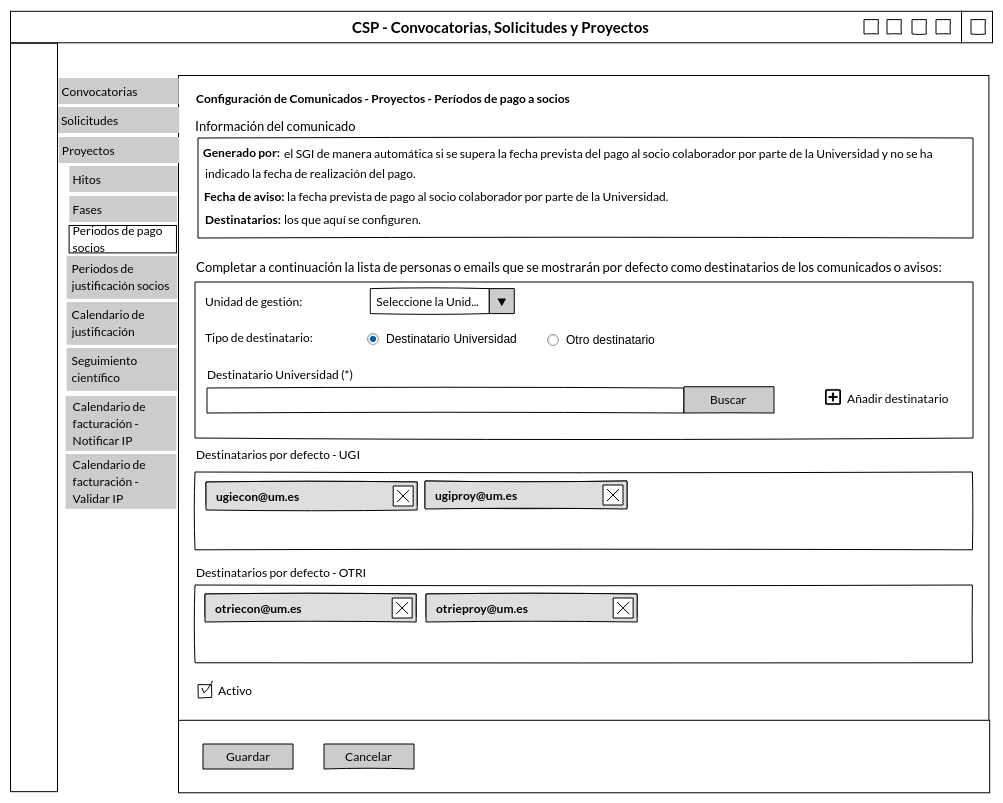 CSP - Convocatorias, Solicitudes y Proyectos
Convocatorias
Solicitudes
Proyectos
Hitos
Fases
Periodos de pago
socios
Periodos de
justificación socios
Calendario de
justificación
Seguimiento
científico
Calendario de
facturación -
Notificar IP
Calendario de
facturación -
Validar IP
Configuración de Comunicados - Proyectos - Períodos de pago a socios
Información del comunicado
Generado por: el SGI de manera automática si se supera la fecha prevista del pago al socio colaborador por parte de la Universidad y no se ha
indicado la fecha de realización del pago.
Fecha de aviso: la fecha prevista de pago al socio colaborador por parte de la Universidad.
Destinatarios: los que aquí se configuren.
Completar a continuación la lista de personas o emails que se mostrarán por defecto como destinatarios de los comunicados o avisos:
Unidad de gestión: Seleccione la Unid...
Tipo de destinatario: Destinatario Universidad Otro destinatario
Destinatario Universidad (*)
Buscar Añadir destinatario
Destinatarios por defecto - UGI
ugiecon@um.es ugiproy@um.es
Destinatarios por defecto - OTRI
otriecon@um.es otrieproy@um.es
Activo
Guardar Cancelar